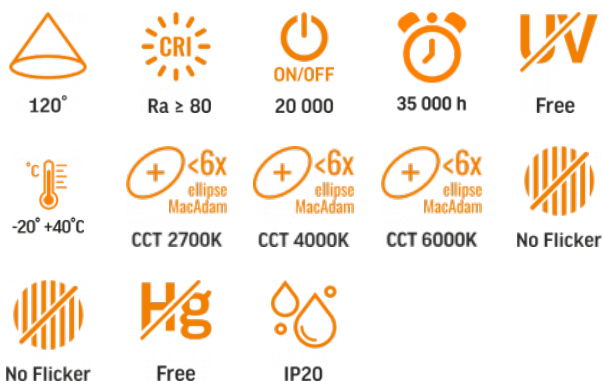 CRI
ON/OFF
UV
120°
Ra ≥ 80
20 000
35 000 h
Free
°C
<6x
ellipse
MacAdam
<6x
ellipse
MacAdam
<6x
ellipse
MacAdam
-20° +40°C
CCT 2700K
CCT 4000K
CCT 6000K
No Flicker
Hg
No Flicker
Free
IP20